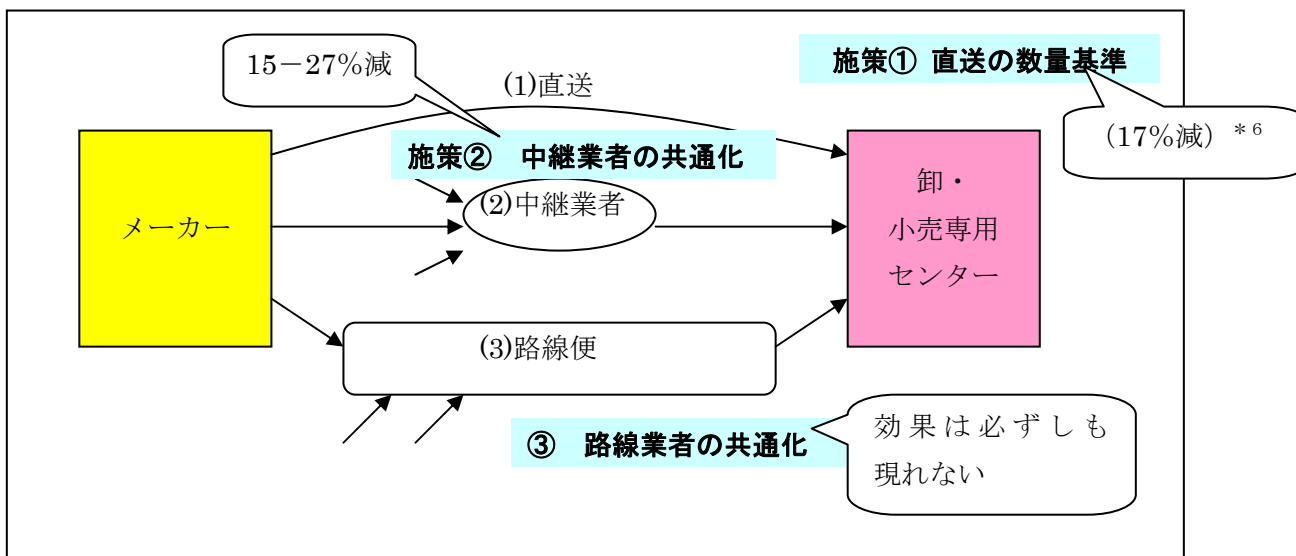 15－27％減
施策① 直送の数量基準
(1)直送
（17％減）＊6
施策②　中継業者の共通化
メーカー
(2)中継業者
卸・
小売専用
センター
(3)路線便
③　路線業者の共通化
効果は必ずしも
現れない